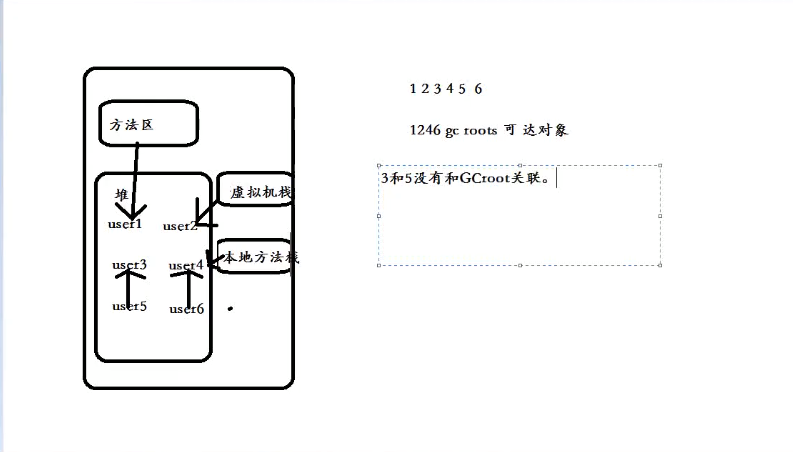 方法区
堆
虚拟机栈
user1 user2
本地方法栈
user3 user4
user5 user6
1 2 3 4 5 6
1246 gc roots 可 达对象
3和5没有和GCroot关联。